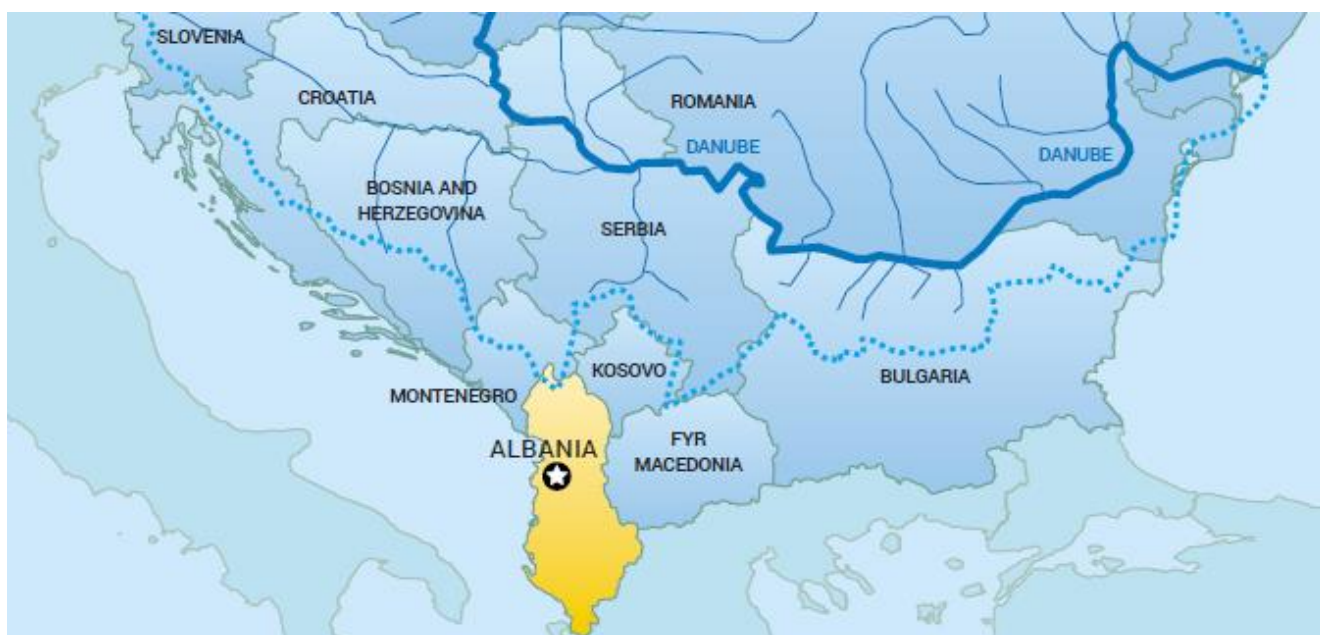 SLOVENIA
CROATIA
ROMANIA
DANUBE
DANUBE
BOSNIA AND
HERZEGOVINA
SERBIA
KOSOVO
BULGARIA
MONTENEGRO
ALBANIA
FYR
MACEDONIA